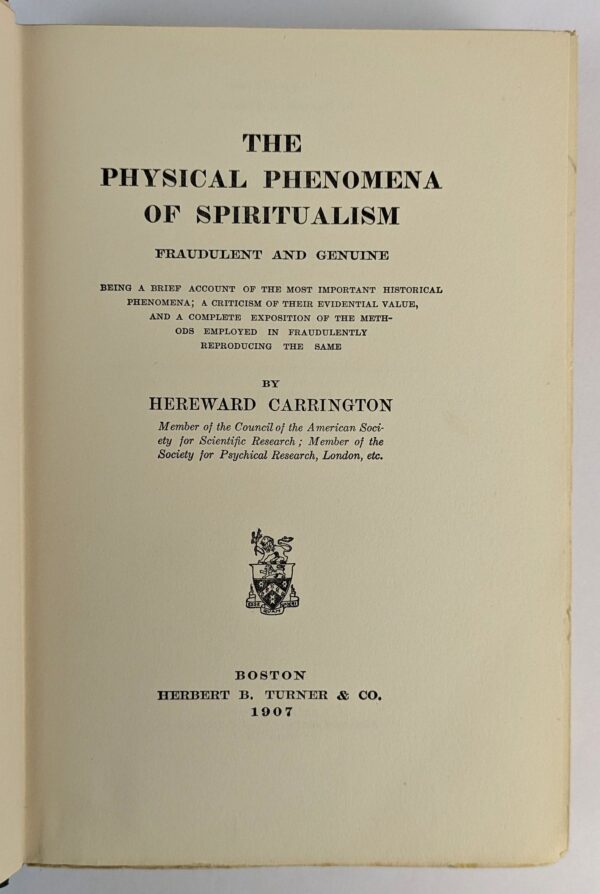 THE
PHYSICAL PHENOMENA
OF SPIRITUALISM
FRAUDULENT AND GENUINE
BEING A BRIEF ACCOUNT OF THE MOST IMPORTANT HISTORICAL
PHENOMENA; A CRITICISM OF THEIR EVIDENTIAL VALUE,
AND A COMPLETE EXPOSITION OF THE METH-
ODS EMPLOYED IN FRAUDULENTLY
REPRODUCING THE SAME
BY
HEREWARD CARRINGTON
Member of the Council of the American Soci-
ety for Scientific Research; Member of the
Society for Psychical Research, London, etc.
BOSTON
HERBERT B. TURNER & CO.
1907